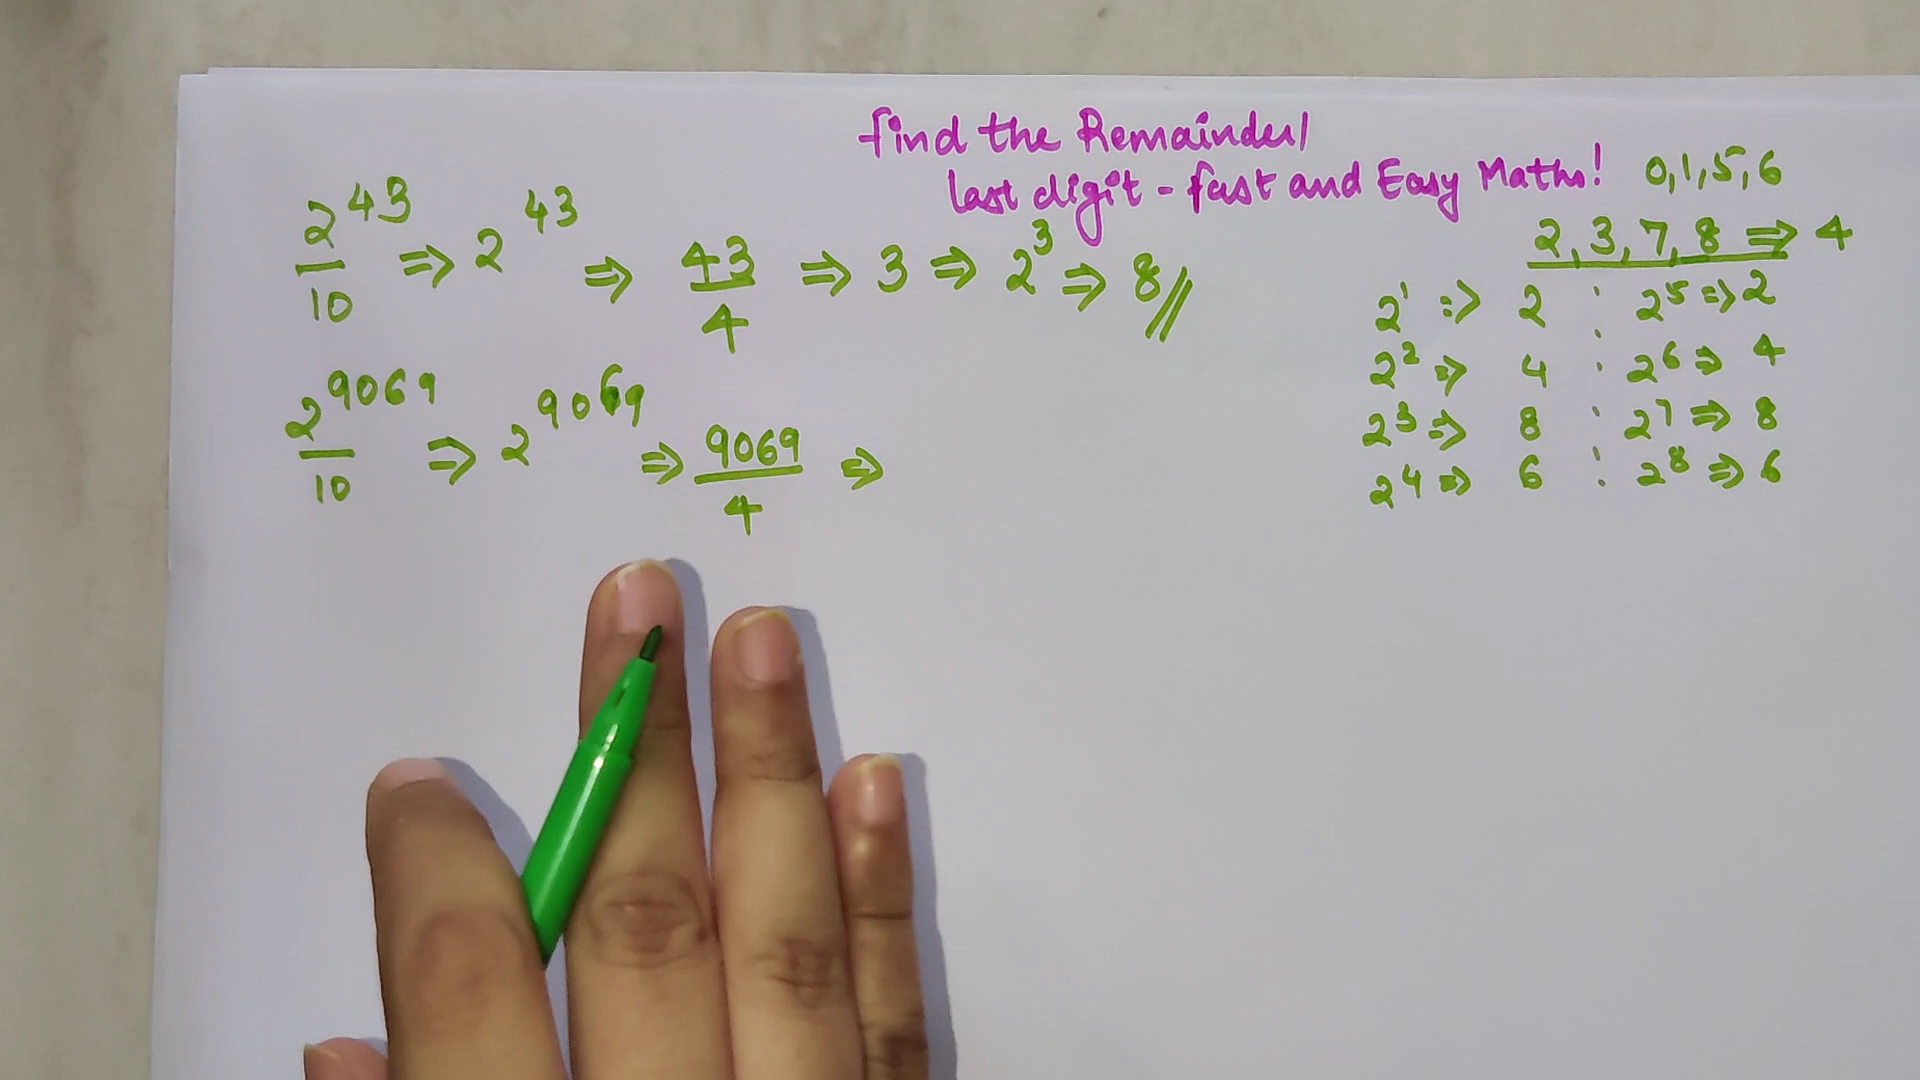 find the Remainder/
last digit - fast and Easy Maths!
0,1,5,6
2,3,7,8 ⇒ 4
2^43/10 ⇒ 2^43 ⇒ 43/4 ⇒ 3 ⇒ 2^3 ⇒ 8//
2^9069/10 ⇒ 2^9069 ⇒ 9069/4 ⇒
2^1 ⇒ 2 : 2^5 ⇒ 2
2^2 ⇒ 4 : 2^6 ⇒ 4
2^3 ⇒ 8 : 2^7 ⇒ 8
2^4 ⇒ 6 : 2^8 ⇒ 6